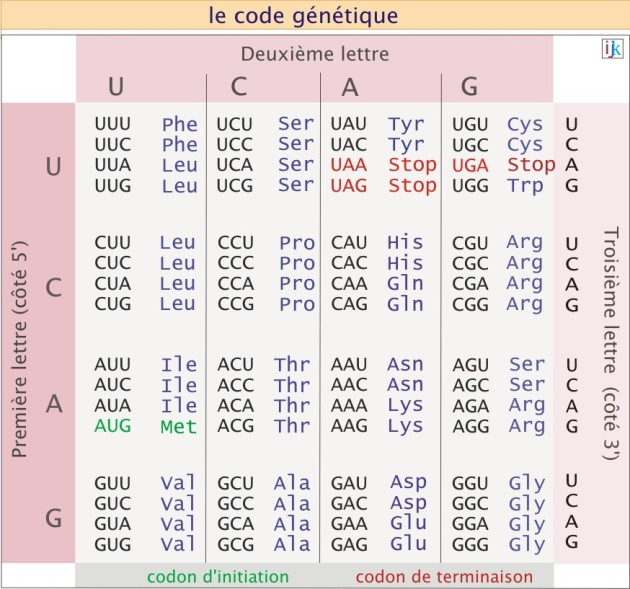 le code génétique
ijk
Deuxième lettre
U C A G
UUU Phe UCU Ser UAU Tyr UGU Cys U
UUC Phe UCC Ser UAC Tyr UGC Cys C
U UUA Leu UCA Ser UAA Stop UGA Stop A
UUG Leu UCG Ser UAG Stop UGG Trp G
CUU Leu CCU Pro CAU His CGU Arg U
CUC Leu CCC Pro CAC His CGC Arg C
C CUA Leu CCA Pro CAA Gln CGA Arg A
CUG Leu CCG Pro CAG Gln CGG Arg G
AUU Ile ACU Thr AAU Asn AGU Ser U
AUC Ile ACC Thr AAC Asn AGC Ser C
A AUA Ile ACA Thr AAA Lys AGA Arg A
AUG Met ACG Thr AAG Lys AGG Arg G
GUU Val GCU Ala GAU Asp GGU Gly U
GUC Val GCC Ala GAC Asp GGC Gly C
G GUA Val GCA Ala GAA Glu GGA Gly A
GUG Val GCG Ala GAG Glu GGG Gly G
Première lettre (côté 5')
Troisième lettre (côté 3')
codon d'initiation codon de terminaison